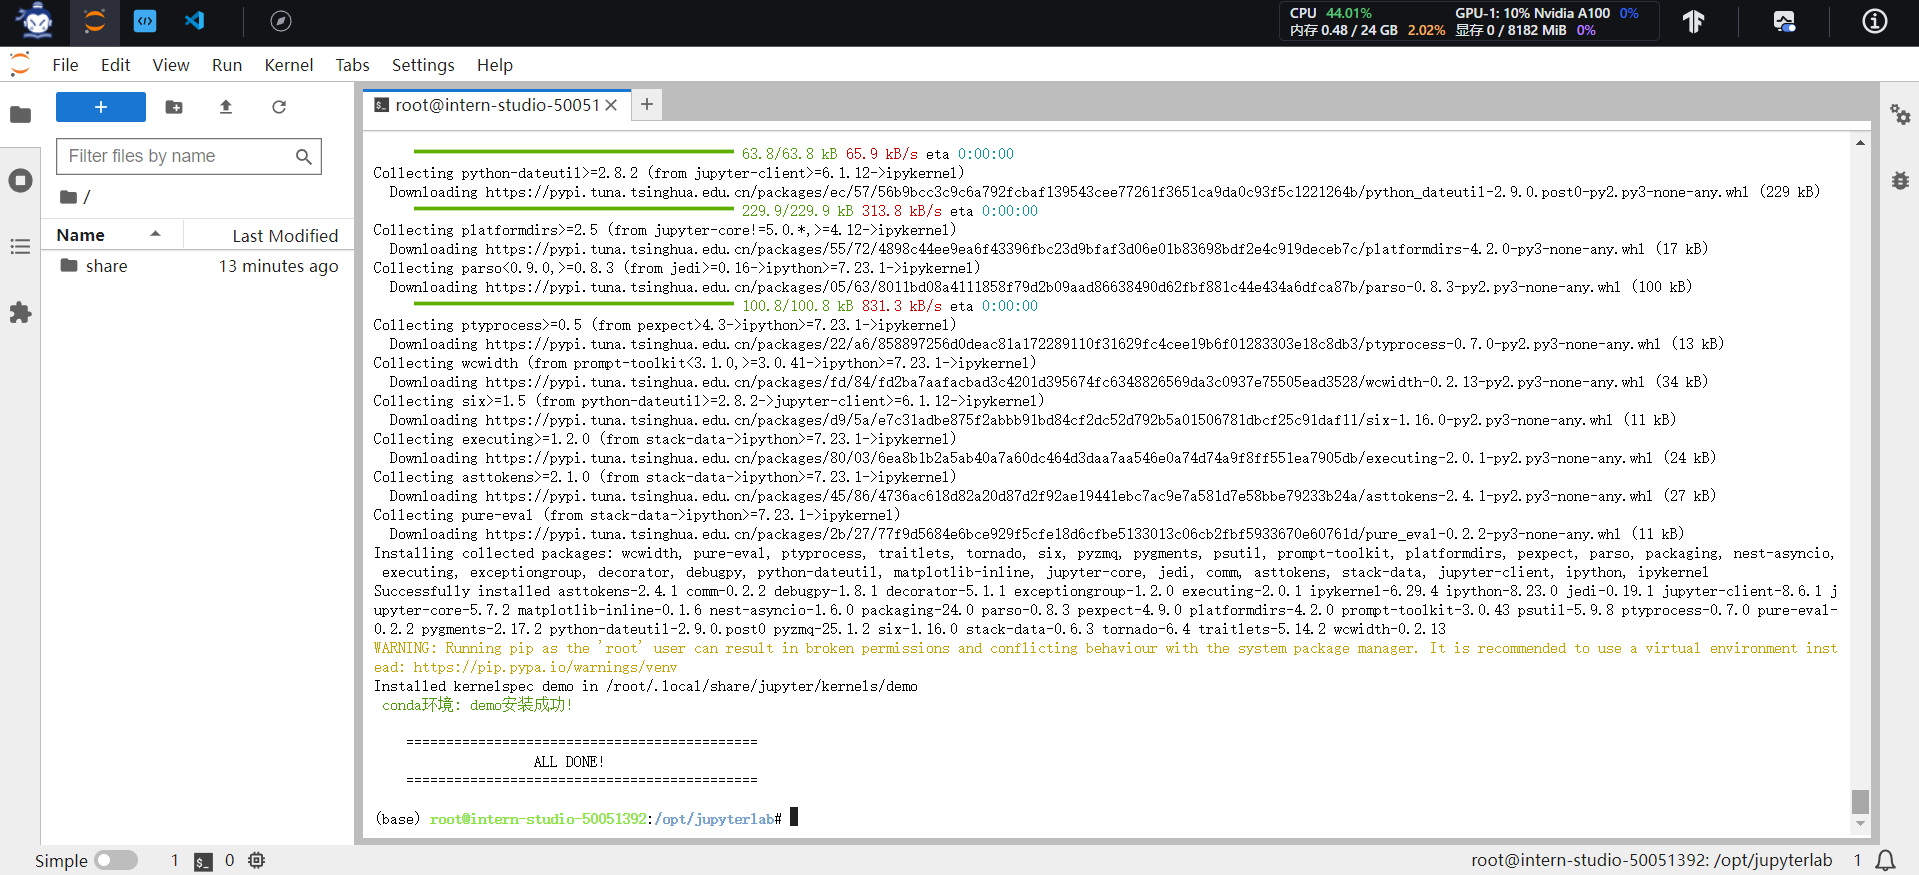 CPU 44.01% GPU-1: 10% Nvidia A100 0%
内存 0.48 / 24 GB 2.02% 显存 0 / 8182 MiB 0%
File Edit View Run Kernel Tabs Settings Help
root@intern-studio-50051
Filter files by name
/
Name Last Modified
share 13 minutes ago
63.8/63.8 kB 65.9 kB/s eta 0:00:00
Collecting python-dateutil>=2.8.2 (from jupyter-client>=6.1.12->ipykernel)
Downloading https://pypi.tuna.tsinghua.edu.cn/packages/ec/57/56b9bcc3c9c6a792fcbaf139543cee77261f3651ca9da0c93f5c1221264b/python_dateutil-2.9.0.post0-py2.py3-none-any.whl (229 kB)
229.9/229.9 kB 313.8 kB/s eta 0:00:00
Collecting platformdirs>=2.5 (from jupyter-core!=5.0.*,>=4.12->ipykernel)
Downloading https://pypi.tuna.tsinghua.edu.cn/packages/55/72/4898c44ee9ea6f43396fbc23d9bfaf3d06e01b83698bdf2e4c919deceb7c/platformdirs-4.2.0-py3-none-any.whl (17 kB)
Collecting parso<0.9.0,>=0.8.3 (from jedi>=0.16->ipython>=7.23.1->ipykernel)
Downloading https://pypi.tuna.tsinghua.edu.cn/packages/05/63/8011bd08a4111858f79d2b09aad86638490d62fbf881c44e434a6dfca87b/parso-0.8.3-py2.py3-none-any.whl (100 kB)
100.8/100.8 kB 831.3 kB/s eta 0:00:00
Collecting ptyprocess>=0.5 (from pexpect>4.3->ipython>=7.23.1->ipykernel)
Downloading https://pypi.tuna.tsinghua.edu.cn/packages/22/a6/858897256d0deac81a172289110f31629fc4cee19b6f01283303e18c8db3/ptyprocess-0.7.0-py2.py3-none-any.whl (13 kB)
Collecting wcwidth (from prompt-toolkit<3.1.0,>=3.0.41->ipython>=7.23.1->ipykernel)
Downloading https://pypi.tuna.tsinghua.edu.cn/packages/fd/84/fd2ba7aafacbad3c4201d395674fc6348826569da3c0937e75505ead3528/wcwidth-0.2.13-py2.py3-none-any.whl (34 kB)
Collecting six>=1.5 (from python-dateutil>=2.8.2->jupyter-client>=6.1.12->ipykernel)
Downloading https://pypi.tuna.tsinghua.edu.cn/packages/d9/5a/e7c31adbe875f2abbb91bd84cf2dc52d792b5a01506781dbcf25c91daf11/six-1.16.0-py2.py3-none-any.whl (11 kB)
Collecting executing>=1.2.0 (from stack-data->ipython>=7.23.1->ipykernel)
Downloading https://pypi.tuna.tsinghua.edu.cn/packages/80/03/6ea8b1b2a5ab40a7a60dc464d3daa7aa546e0a74d74a9f8ff551ea7905db/executing-2.0.1-py2.py3-none-any.whl (24 kB)
Collecting asttokens>=2.1.0 (from stack-data->ipython>=7.23.1->ipykernel)
Downloading https://pypi.tuna.tsinghua.edu.cn/packages/45/86/4736ac618d82a20d87d2f92ae19441ebc7ac9e7a581d7e58bbe79233b24a/asttokens-2.4.1-py2.py3-none-any.whl (27 kB)
Collecting pure-eval (from stack-data->ipython>=7.23.1->ipykernel)
Downloading https://pypi.tuna.tsinghua.edu.cn/packages/2b/27/77f9d5684e6bce929f5cfe18d6cfbe5133013c06cb2fbf5933670e60761d/pure_eval-0.2.2-py3-none-any.whl (11 kB)
Installing collected packages: wcwidth, pure-eval, ptyprocess, traitlets, tornado, six, pyzmq, pygments, psutil, prompt-toolkit, platformdirs, pexpect, parso, packaging, nest-asyncio,
executing, exceptiongroup, decorator, debugpy, python-dateutil, matplotlib-inline, jupyter-core, jedi, comm, asttokens, stack-data, jupyter-client, ipython, ipykernel
Successfully installed asttokens-2.4.1 comm-0.2.2 debugpy-1.8.1 decorator-5.1.1 exceptiongroup-1.2.0 executing-2.0.1 ipykernel-6.29.4 ipython-8.23.0 jedi-0.19.1 jupyter-client-8.6.1 j
upyter-core-5.7.2 matplotlib-inline-0.1.6 nest-asyncio-1.6.0 packaging-24.0 parso-0.8.3 pexpect-4.9.0 platformdirs-4.2.0 prompt-toolkit-3.0.43 psutil-5.9.8 ptyprocess-0.7.0 pure-eval-
0.2.2 pygments-2.17.2 python-dateutil-2.9.0.post0 pyzmq-25.1.2 six-1.16.0 stack-data-0.6.3 tornado-6.4 traitlets-5.14.2 wcwidth-0.2.13
WARNING: Running pip as the 'root' user can result in broken permissions and conflicting behaviour with the system package manager. It is recommended to use a virtual environment inst
ead: https://pip.pypa.io/warnings/venv
Installed kernelspec demo in /root/.local/share/jupyter/kernels/demo
conda环境: demo安装成功!
============================================
ALL DONE!
============================================
(base) root@intern-studio-50051392:/opt/jupyterlab#
Simple 1 0 root@intern-studio-50051392: /opt/jupyterlab 1